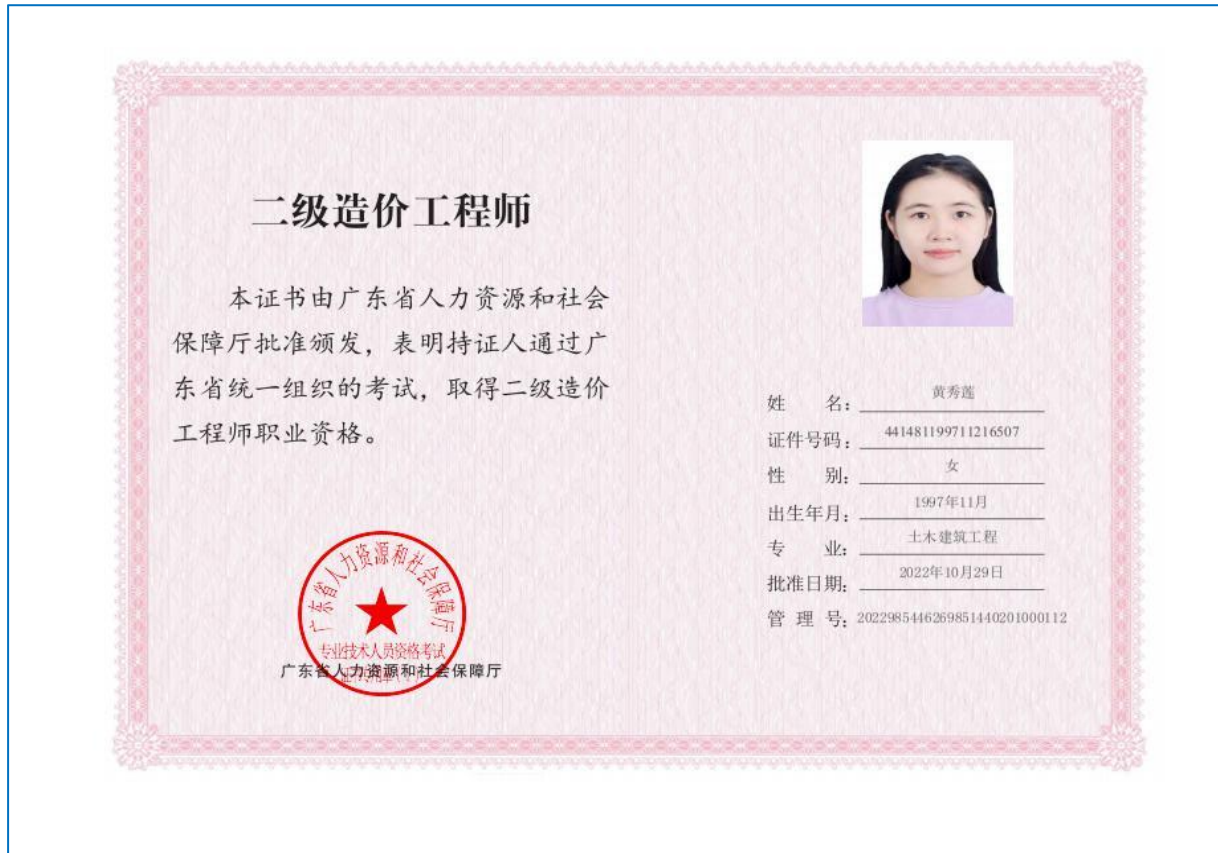 二级造价工程师
本证书由广东省人力资源和社会
保障厅批准颁发，表明持证人通过广
东省统一组织的考试，取得二级造价
工程师职业资格。
广东省人力资源和社会保障厅
专业技术人员资格考试
广东省人力资源和社会保障厅
姓 名：黄秀莲
证件号码：441481199711216507
性 别：女
出生年月：1997年11月
专 业：土木建筑工程
批准日期：2022年10月29日
管 理 号：2022985446269851440201000112